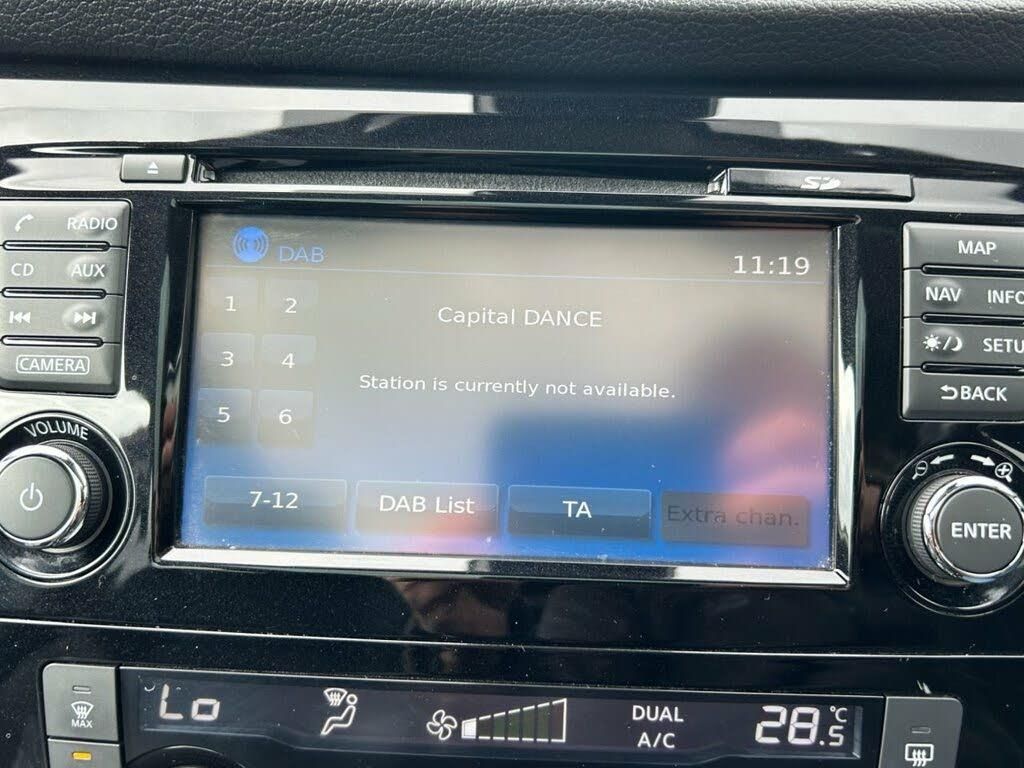 SD
RADIO
CD AUX
CAMERA
VOLUME
DAB
11:19
1 2
3 4
5 6
Capital DANCE
Station is currently not available.
7-12 DAB List TA Extra chan.
MAP
NAV INFO
SETU
BACK
ENTER
MAX
Lo
DUAL
A/C
28.5°C